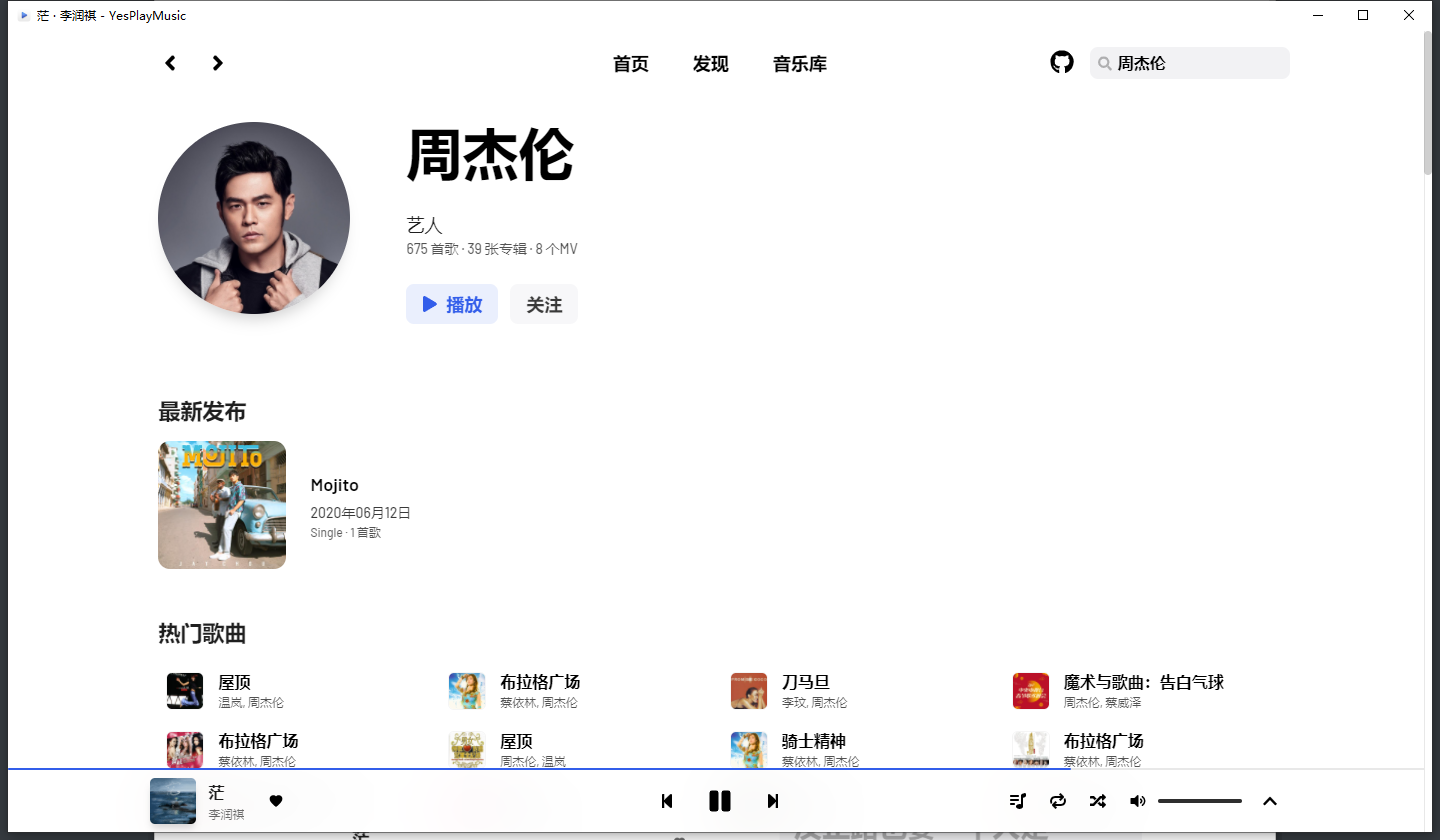 茫 · 李润祺 - YesPlayMusic
首页 发现 音乐库 周杰伦
周杰伦
艺人
675 首歌 · 39 张专辑 · 8 个MV
播放 关注
最新发布
MOJITO
Mojito
2020年06月12日
Single · 1 首歌
热门歌曲
屋顶
温岚, 周杰伦
布拉格广场
蔡依林, 周杰伦
刀马旦
李玟, 周杰伦
魔术与歌曲：告白气球
周杰伦, 蔡威泽
布拉格广场
蔡依林, 周杰伦
屋顶
周杰伦, 温岚
骑士精神
蔡依林, 周杰伦
布拉格广场
蔡依林, 周杰伦
茫
李润祺